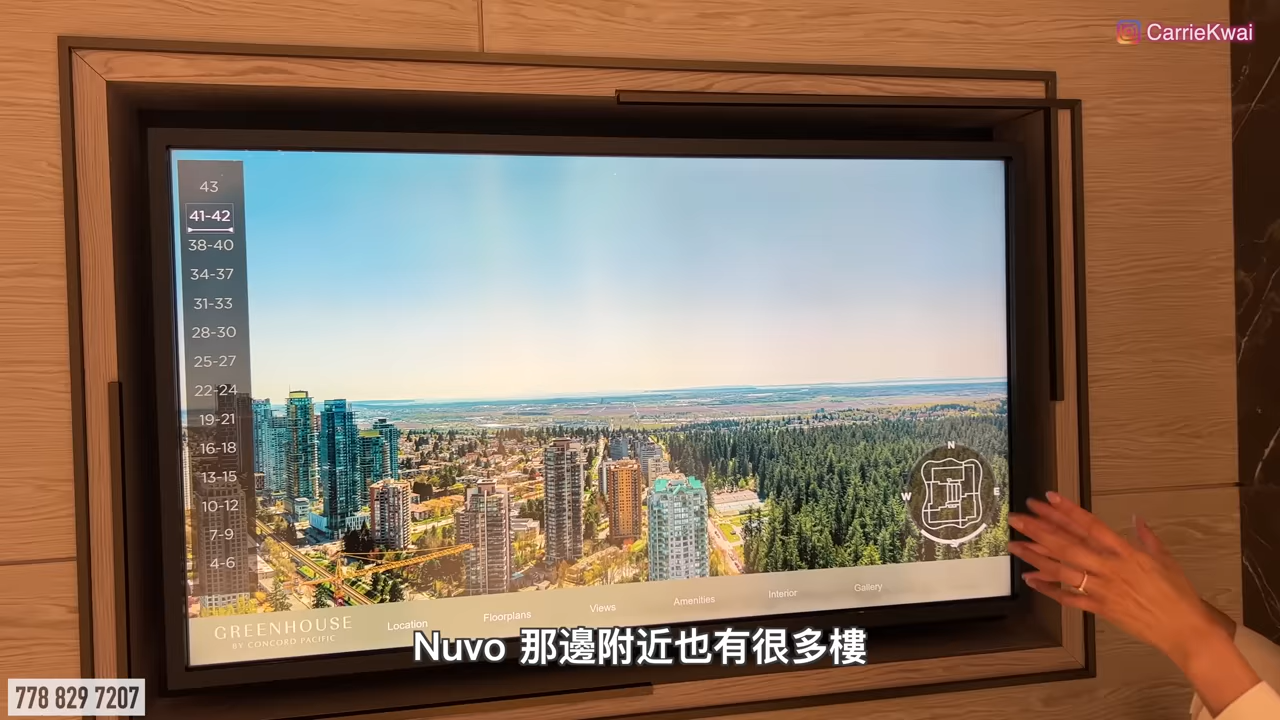 CarrieKwai
43
41-42
38-40
34-37
31-33
28-30
25-27
22-24
19-21
16-18
13-15
10-12
7-9
4-6
N
W
E
S
GREENHOUSE
BY CONCORD PACIFIC
Location
Floorplans
Views
Amenities
Interior
Gallery
Nuvo 那邊附近也有很多樓
778 829 7207